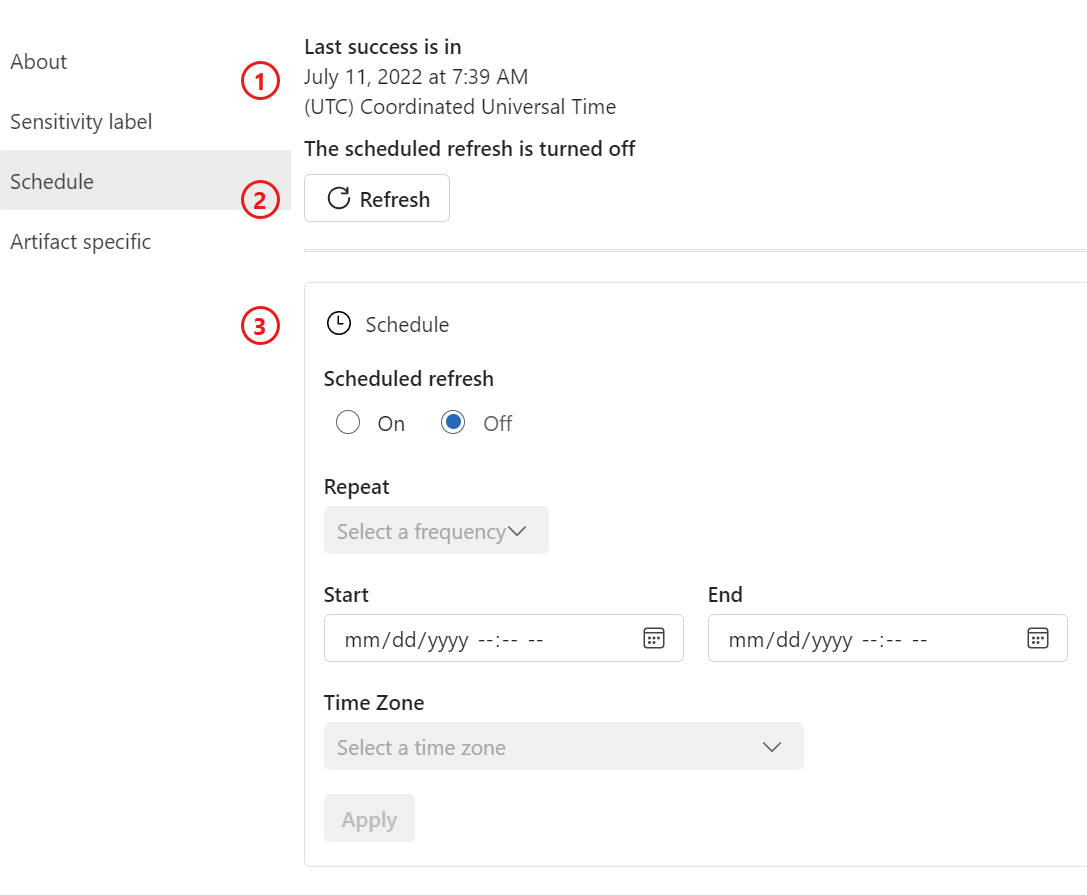 About
Sensitivity label
Schedule
Artifact specific
1
Last success is in
July 11, 2022 at 7:39 AM
(UTC) Coordinated Universal Time
The scheduled refresh is turned off
2
Refresh
3
Schedule
Scheduled refresh
On Off
Repeat
Select a frequency
Start End
mm/dd/yyyy --:-- -- mm/dd/yyyy --:-- --
Time Zone
Select a time zone
Apply